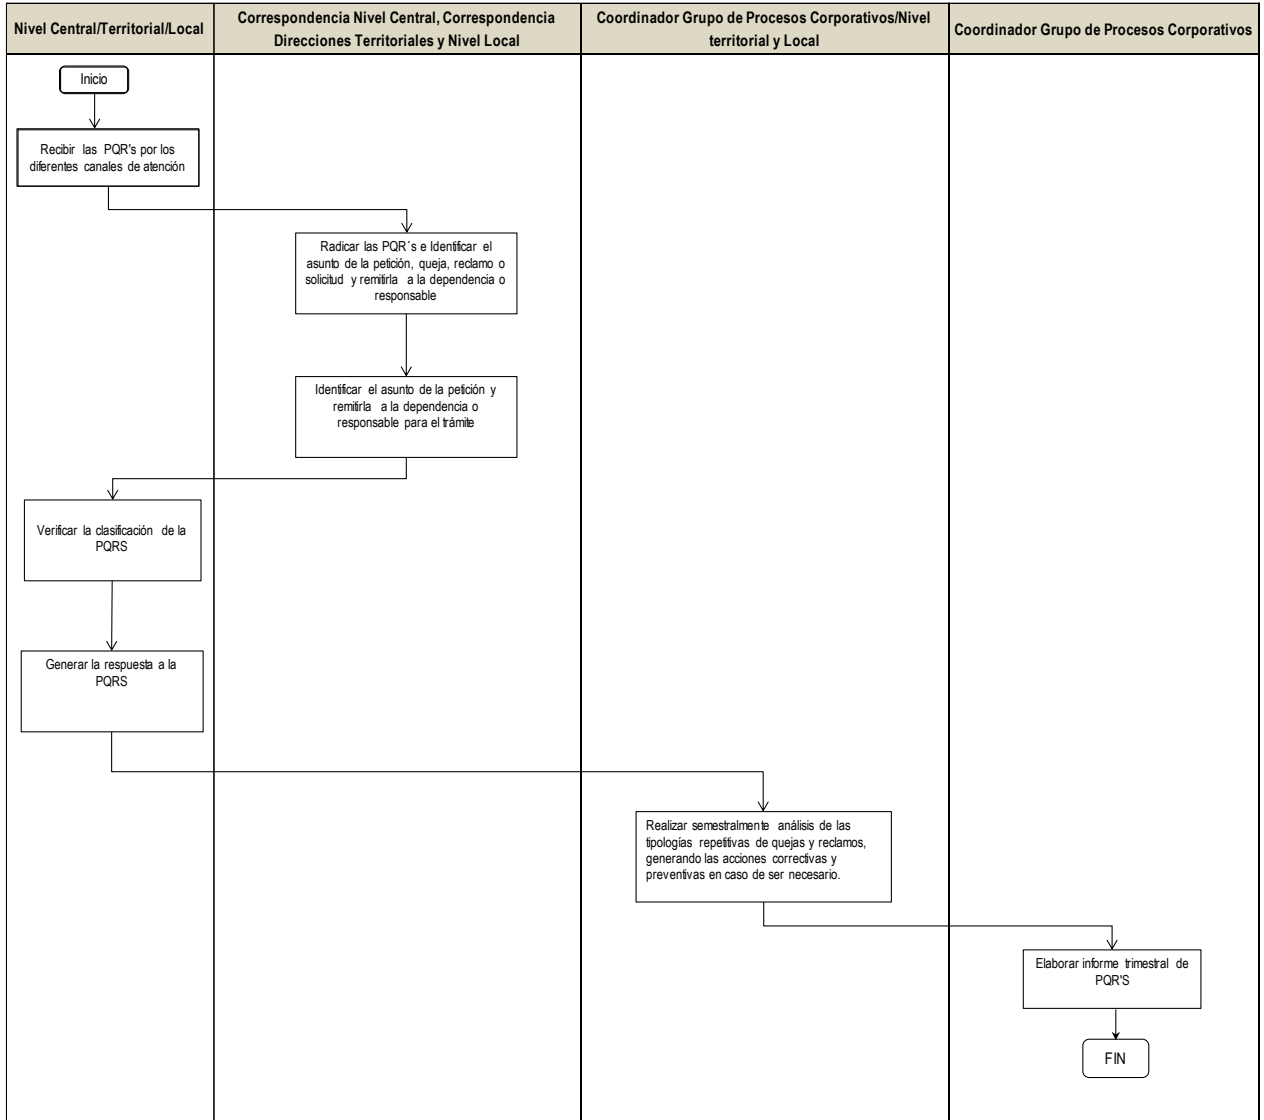 Nivel Central/Territorial/Local
Correspondencia Nivel Central, Correspondencia
Direcciones Territoriales y Nivel Local
Coordinador Grupo de Procesos Corporativos/Nivel
territorial y Local
Coordinador Grupo de Procesos Corporativos
Inicio
Recibir las PQR's por los
diferentes canales de atención
Radicar las PQR´s e Identificar el
asunto de la petición, queja, reclamo o
solicitud y remitirla a la dependencia o
responsable
Identificar el asunto de la petición y
remitirla a la dependencia o
responsable para el trámite
Verificar la clasificación de la
PQRS
Generar la respuesta a la
PQRS
Realizar semestralmente análisis de las
tipologías repetitivas de quejas y reclamos,
generando las acciones correctivas y
preventivas en caso de ser necesario.
Elaborar informe trimestral de
PQR'S
FIN